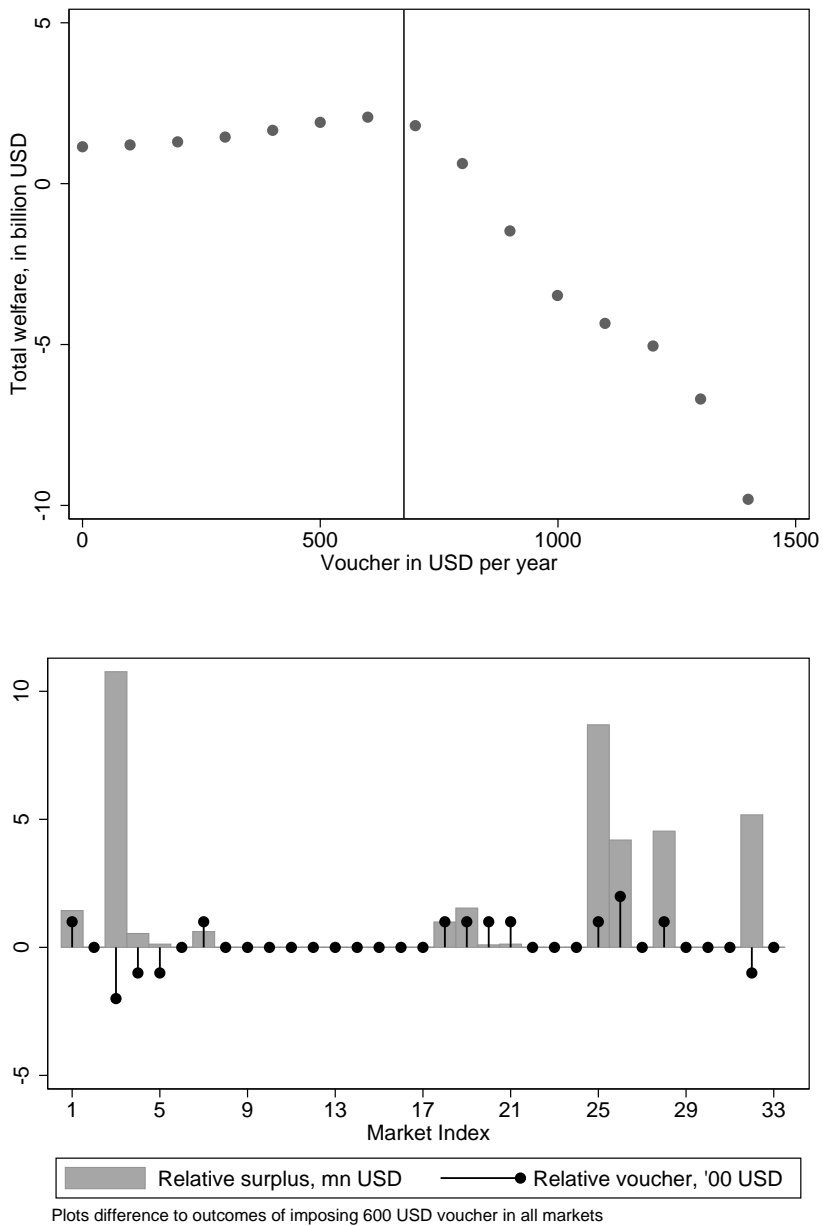 5
0
-5
-10
Total welfare, in billion USD
0 500 1000 1500
Voucher in USD per year
10
5
0
-5
1 5 9 13 17 21 25 29 33
Market Index
Relative surplus, mn USD Relative voucher, '00 USD
Plots difference to outcomes of imposing 600 USD voucher in all markets